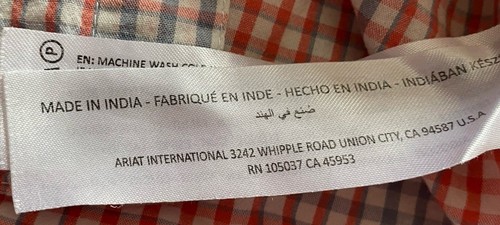 P
EN: MACHINE WASH COLD
MADE IN INDIA - FABRIQUÉ EN INDE - HECHO EN INDIA - INDIÁBAN KÉSZ
صنع في الهند
ARIAT INTERNATIONAL 3242 WHIPPLE ROAD UNION CITY, CA 94587 U.S.A
RN 105037 CA 45953